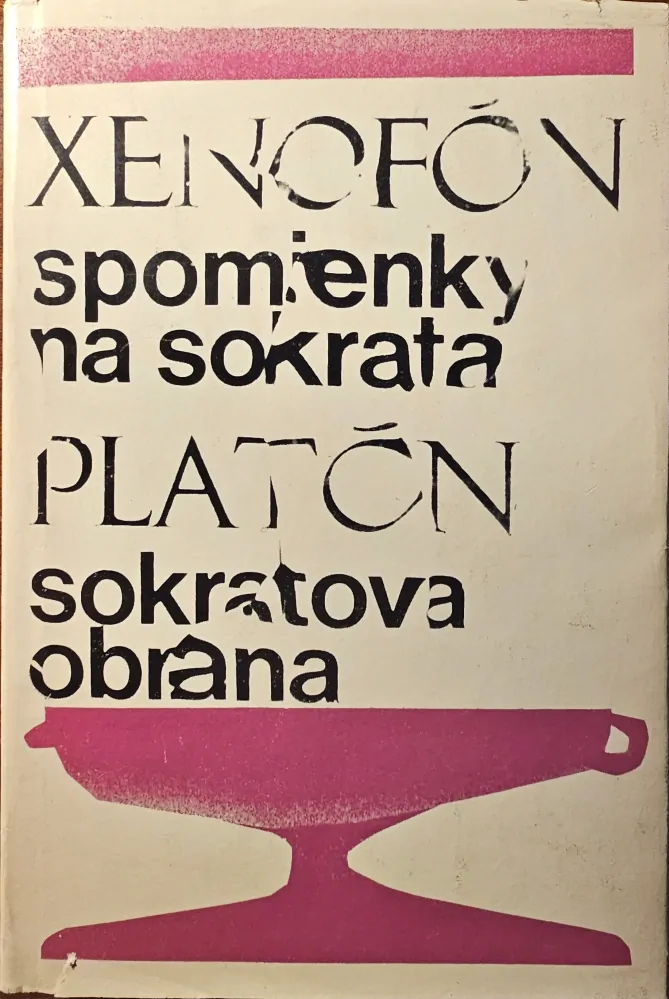 XENOFÓN
spomienky
na sokrata
PLATÓN
sokratova
obrana